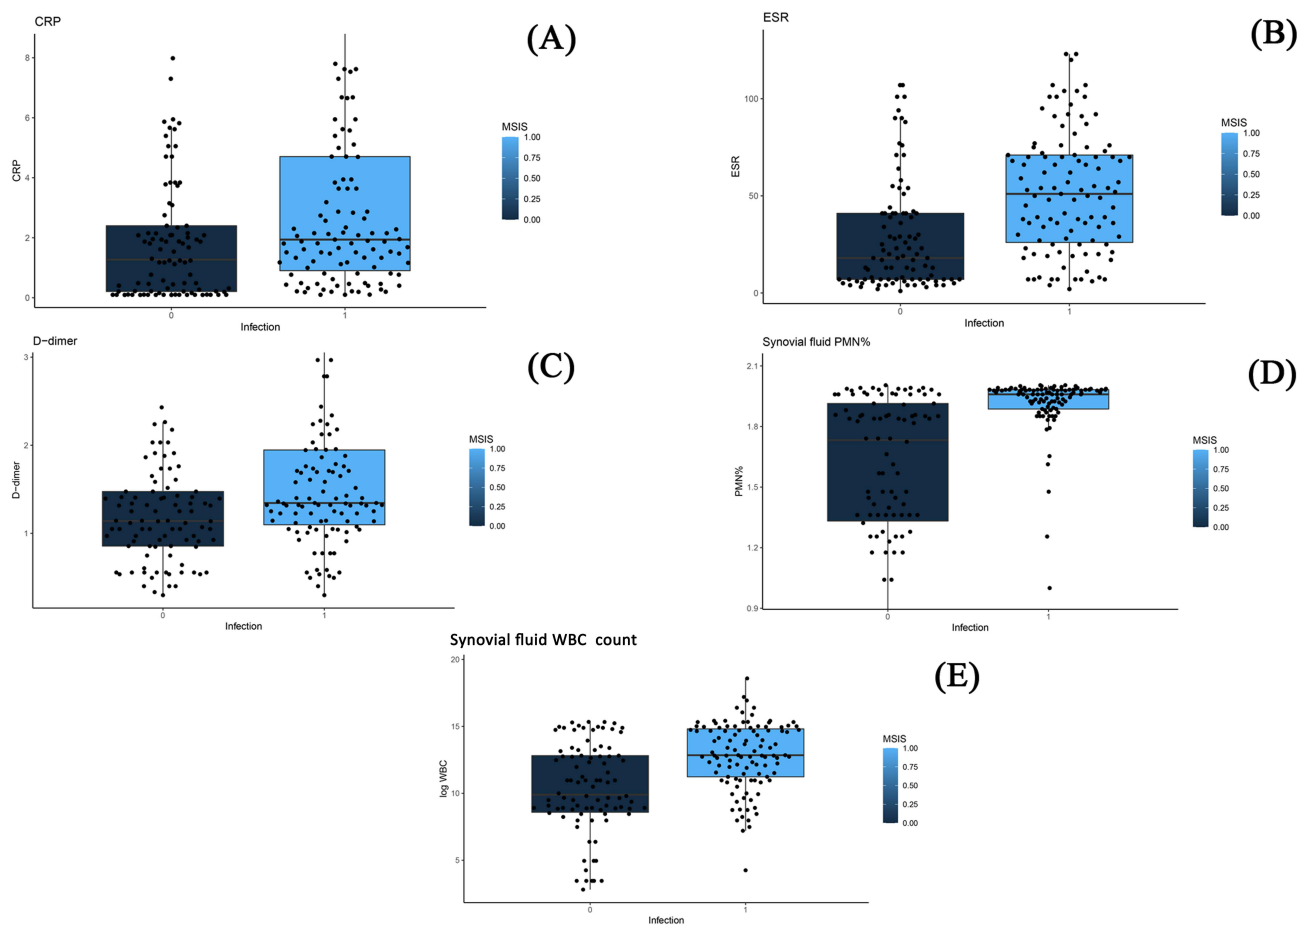 CRP
(A)
8
6
4
2
0
CRP
0
1
Infection
MSIS
1.00
0.75
0.50
0.25
0.00
ESR
(B)
100
50
0
ESR
0
1
Infection
MSIS
1.00
0.75
0.50
0.25
0.00
D−dimer
(C)
3
2
1
D−dimer
0
1
Infection
MSIS
1.00
0.75
0.50
0.25
0.00
Synovial fluid PMN%
(D)
2.1
1.8
1.5
1.2
0.9
PMN%
0
1
Infection
MSIS
1.00
0.75
0.50
0.25
0.00
Synovial fluid WBC count
(E)
20
15
10
5
log WBC
0
1
Infection
MSIS
1.00
0.75
0.50
0.25
0.00